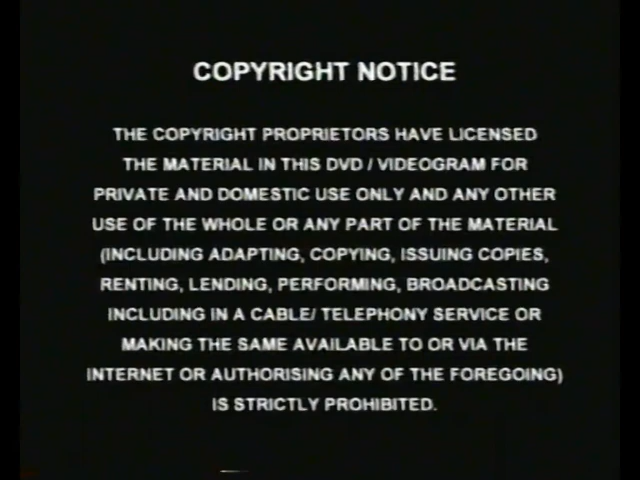 COPYRIGHT NOTICE
THE COPYRIGHT PROPRIETORS HAVE LICENSED
THE MATERIAL IN THIS DVD / VIDEOGRAM FOR
PRIVATE AND DOMESTIC USE ONLY AND ANY OTHER
USE OF THE WHOLE OR ANY PART OF THE MATERIAL
(INCLUDING ADAPTING, COPYING, ISSUING COPIES,
RENTING, LENDING, PERFORMING, BROADCASTING
INCLUDING IN A CABLE/ TELEPHONY SERVICE OR
MAKING THE SAME AVAILABLE TO OR VIA THE
INTERNET OR AUTHORISING ANY OF THE FOREGOING)
IS STRICTLY PROHIBITED.